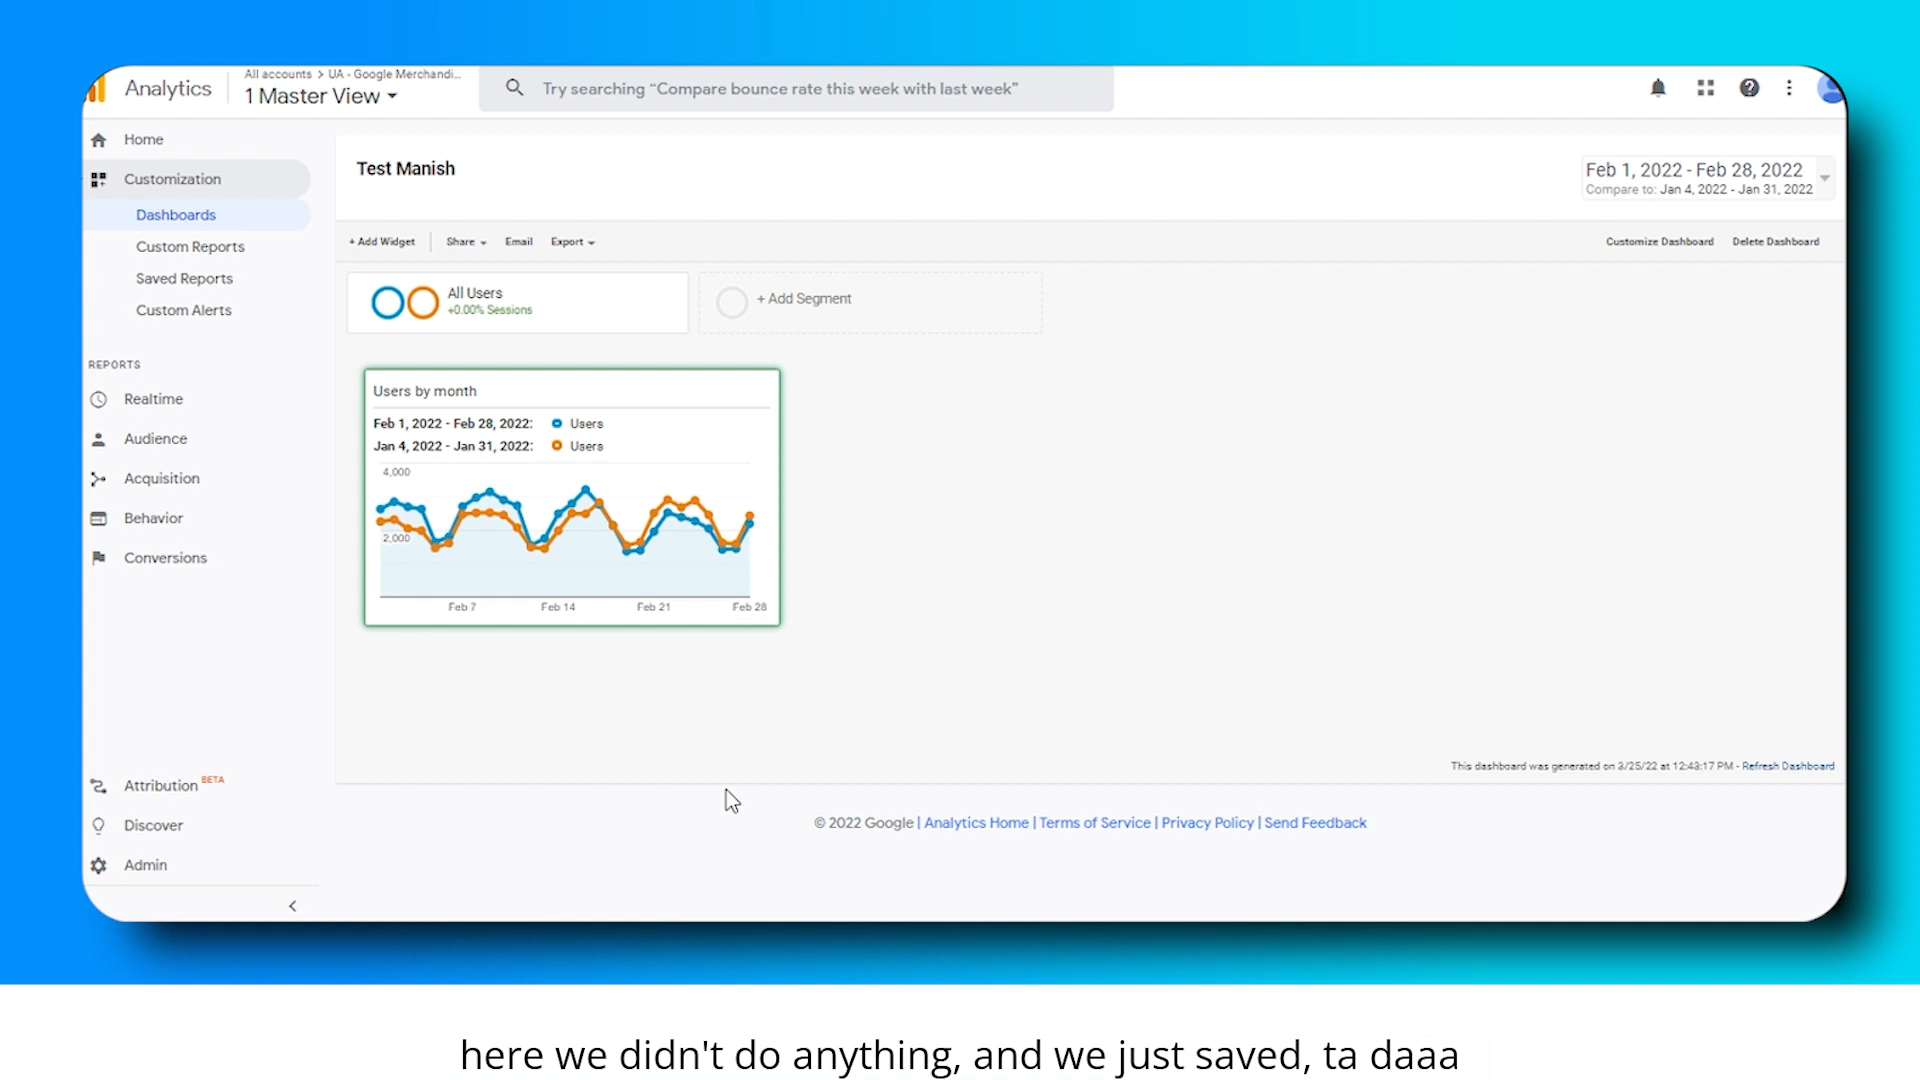 Analytics
All accounts > UA - Google Merchandi...
1 Master View
Try searching “Compare bounce rate this week with last week”
Home
Customization
Dashboards
Custom Reports
Saved Reports
Custom Alerts
REPORTS
Realtime
Audience
Acquisition
Behavior
Conversions
Attribution BETA
Discover
Admin
Test Manish
Feb 1, 2022 - Feb 28, 2022
Compare to: Jan 4, 2022 - Jan 31, 2022
+ Add Widget
Share
Email
Export
Customize Dashboard
Delete Dashboard
All Users
+0.00% Sessions
+ Add Segment
Users by month
Feb 1, 2022 - Feb 28, 2022: Users
Jan 4, 2022 - Jan 31, 2022: Users
4,000
2,000
Feb 7 Feb 14 Feb 21 Feb 28
This dashboard was generated on 3/25/22 at 12:43:17 PM - Refresh Dashboard
© 2022 Google | Analytics Home | Terms of Service | Privacy Policy | Send Feedback
here we didn't do anything, and we just saved, ta daaa